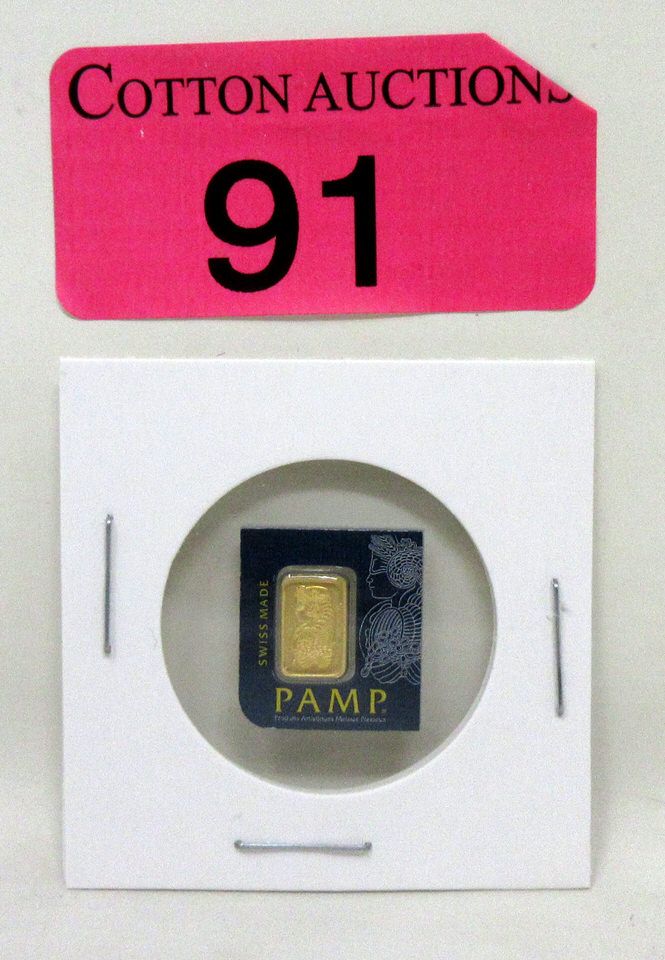 COTTON AUCTIONS
91
SWISS MADE
PAMP
Produits Artistiques Métaux Précieux